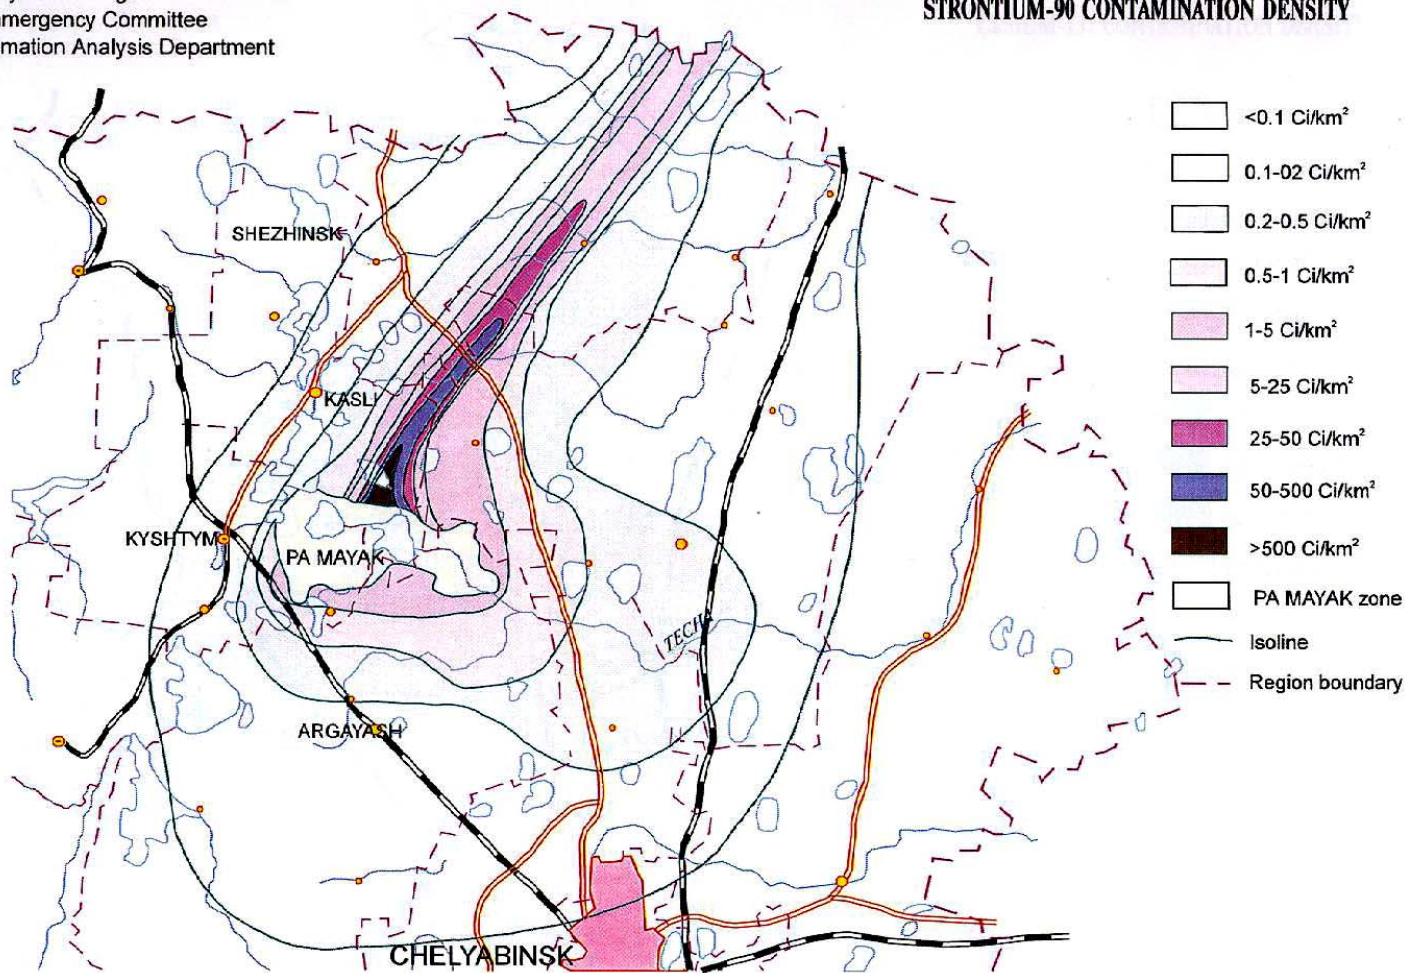 mergency Committee
mation Analysis Department
STRONTIUM-90 CONTAMINATION DENSITY
<0.1 Ci/km²
0.1-02 Ci/km²
0.2-0.5 Ci/km²
0.5-1 Ci/km²
1-5 Ci/km²
5-25 Ci/km²
25-50 Ci/km²
50-500 Ci/km²
>500 Ci/km²
PA MAYAK zone
Isoline
Region boundary
SHEZHINSK
KASLI
KYSHTYM
PA MAYAK
TECHA
ARGAYASH
CHELYABINSK